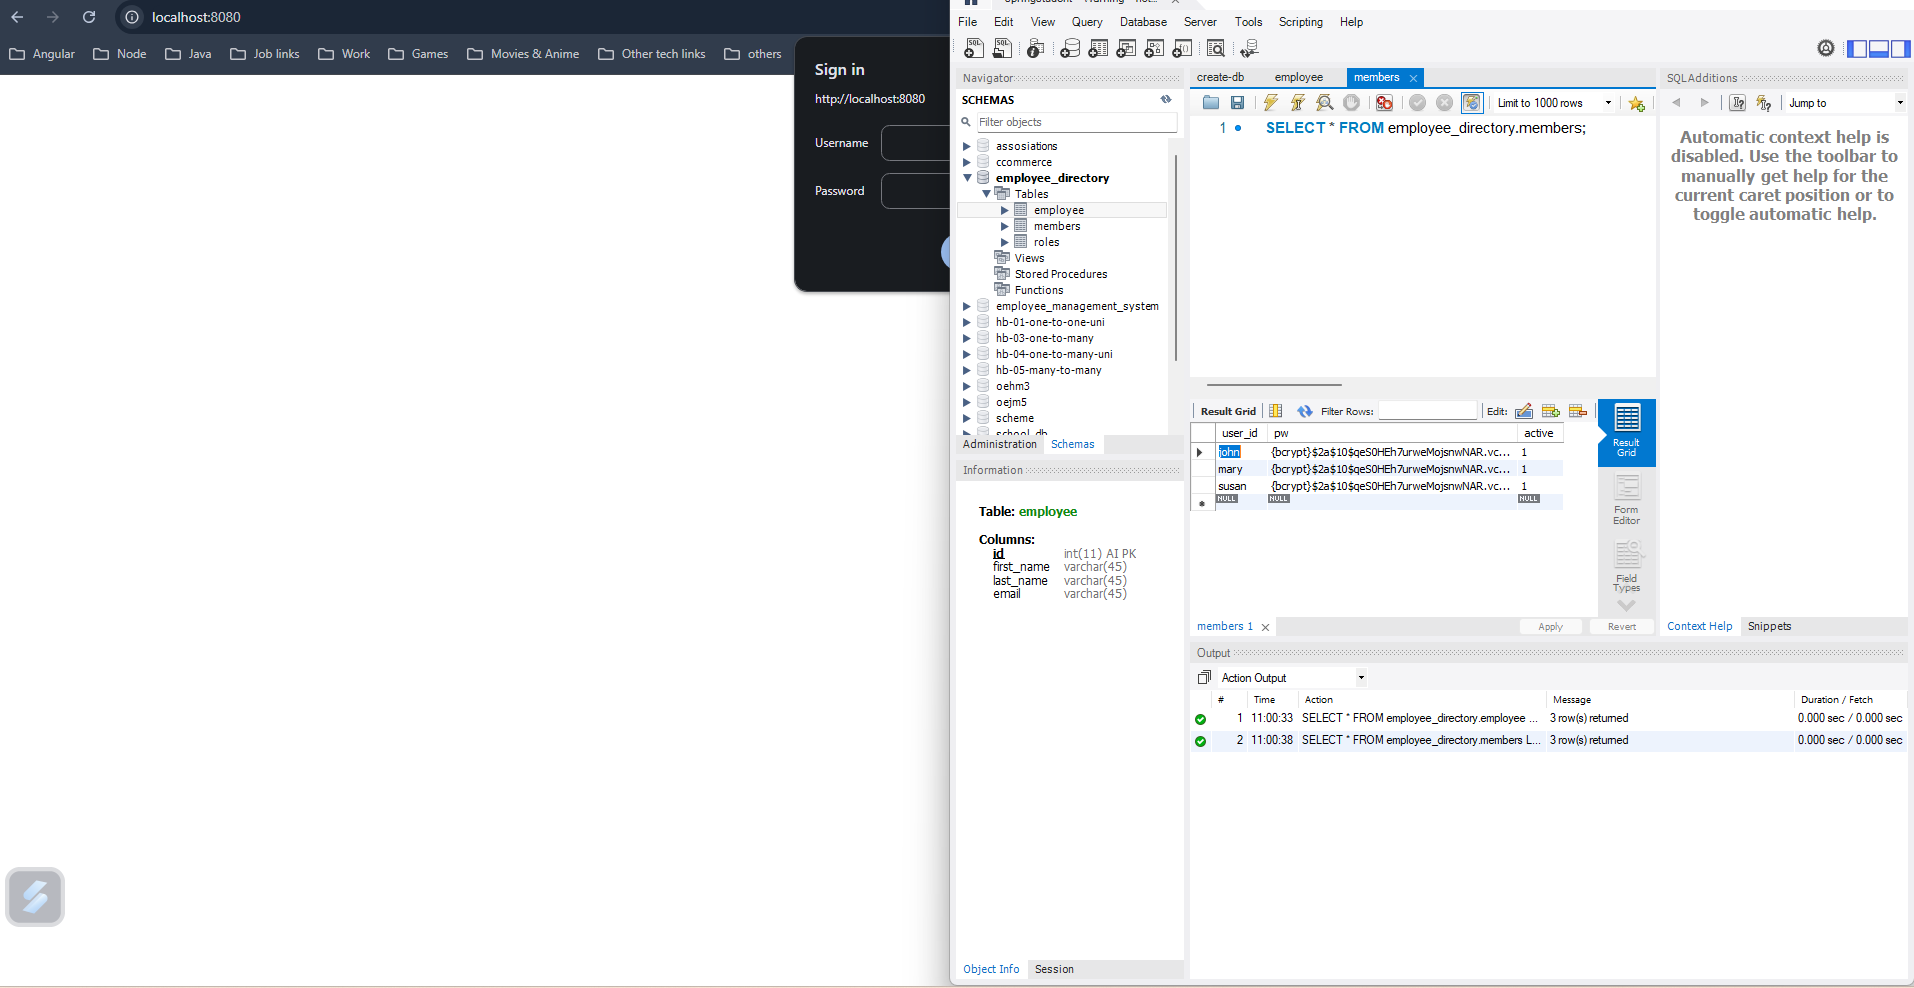 localhost:8080
Angular
Node
Java
Job links
Work
Games
Movies & Anime
Other tech links
others
Sign in
http://localhost:8080
Username
Password
File Edit View Query Database Server Tools Scripting Help
Navigator
SCHEMAS
Filter objects
assosiations
ccommerce
employee_directory
Tables
employee
members
roles
Views
Stored Procedures
Functions
employee_management_system
hb-01-one-to-one-uni
hb-03-one-to-many
hb-04-one-to-many-uni
hb-05-many-to-many
oehm3
oejm5
scheme
school_db
Administration Schemas
Information
Table: employee
Columns:
id int(11) AI PK
first_name varchar(45)
last_name varchar(45)
email varchar(45)
Object Info Session
create-db employee members
Limit to 1000 rows
1 SELECT * FROM employee_directory.members;
Result Grid Filter Rows: Edit:
user_id pw active
john {bcrypt}$2a$10$qeS0HEh7urweMojsnwNAR.vc... 1
mary {bcrypt}$2a$10$qeS0HEh7urweMojsnwNAR.vc... 1
susan {bcrypt}$2a$10$qeS0HEh7urweMojsnwNAR.vc... 1
NULL NULL NULL
Result
Grid
Form
Editor
Field
Types
members 1 Apply Revert
SQLAdditions
Jump to
Automatic context help is
disabled. Use the toolbar to
manually get help for the
current caret position or to
toggle automatic help.
Context Help Snippets
Output
Action Output
# Time Action Message Duration / Fetch
1 11:00:33 SELECT * FROM employee_directory.employee ... 3 row(s) returned 0.000 sec / 0.000 sec
2 11:00:38 SELECT * FROM employee_directory.members L... 3 row(s) returned 0.000 sec / 0.000 sec